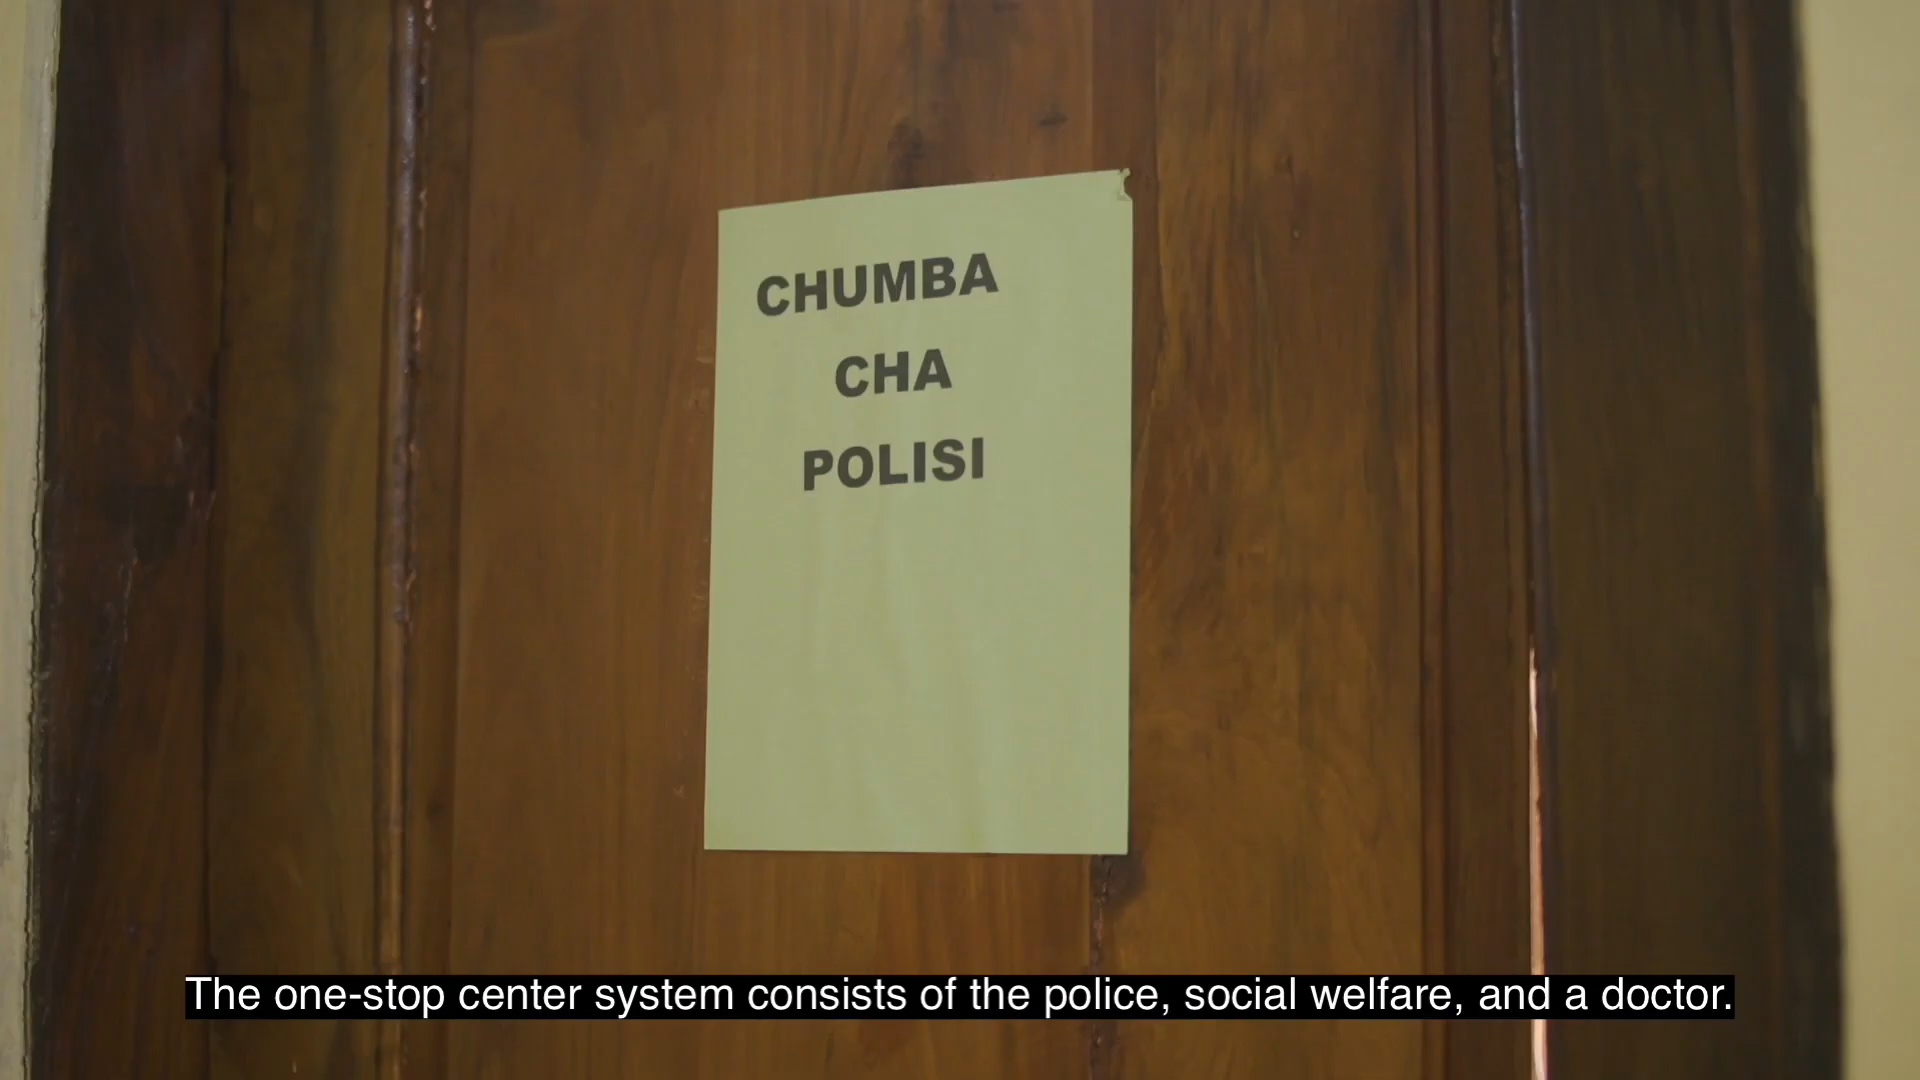 CHUMBA
CHA
POLISI
The one-stop center system consists of the police, social welfare, and a doctor.